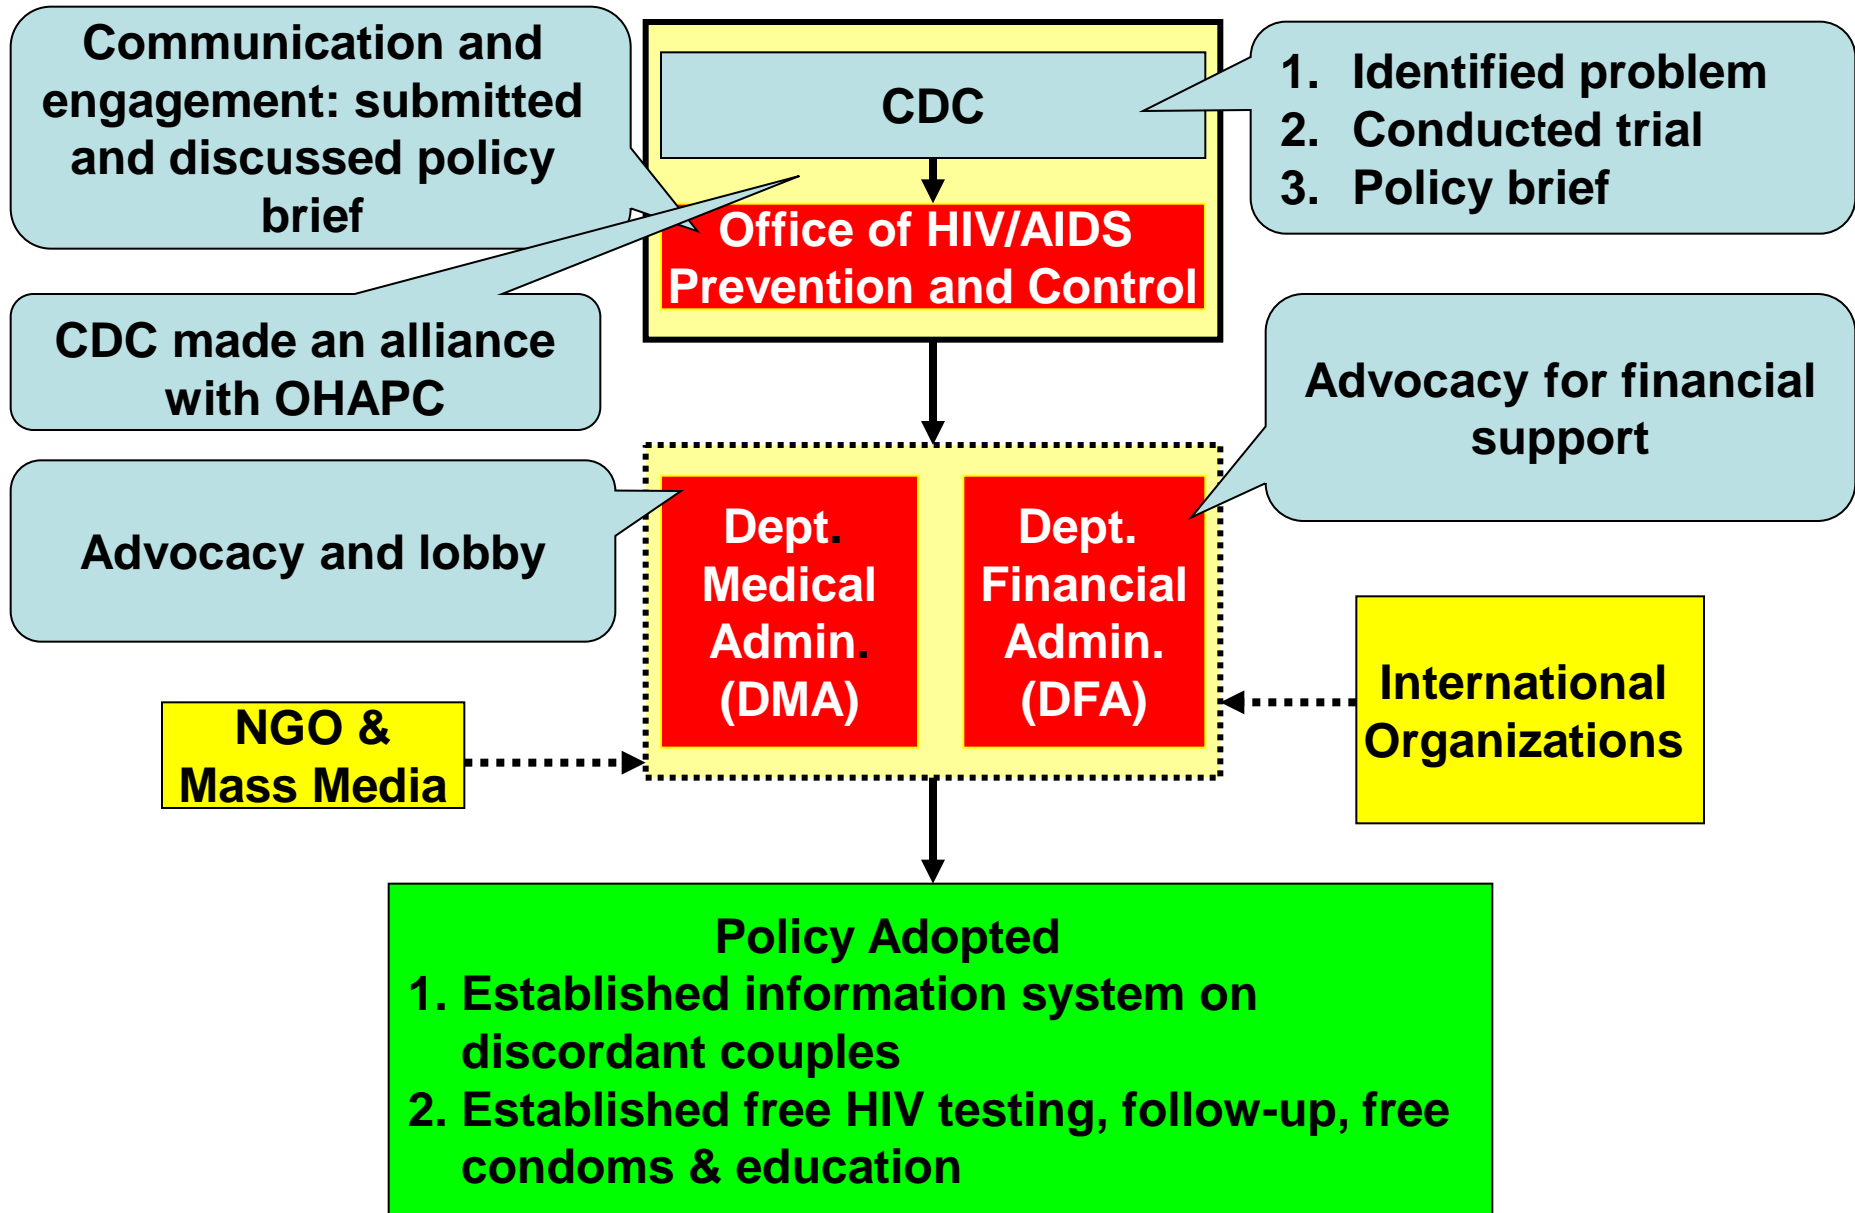 Communication and
engagement: submitted
and discussed policy
brief
CDC
1. Identified problem
2. Conducted trial
3. Policy brief
Office of HIV/AIDS
Prevention and Control
CDC made an alliance
with OHAPC
Advocacy for financial
support
Advocacy and lobby
Dept.
Medical
Admin.
(DMA)
Dept.
Financial
Admin.
(DFA)
International
Organizations
NGO &
Mass Media
Policy Adopted
1. Established information system on
discordant couples
2. Established free HIV testing, follow-up, free
condoms & education